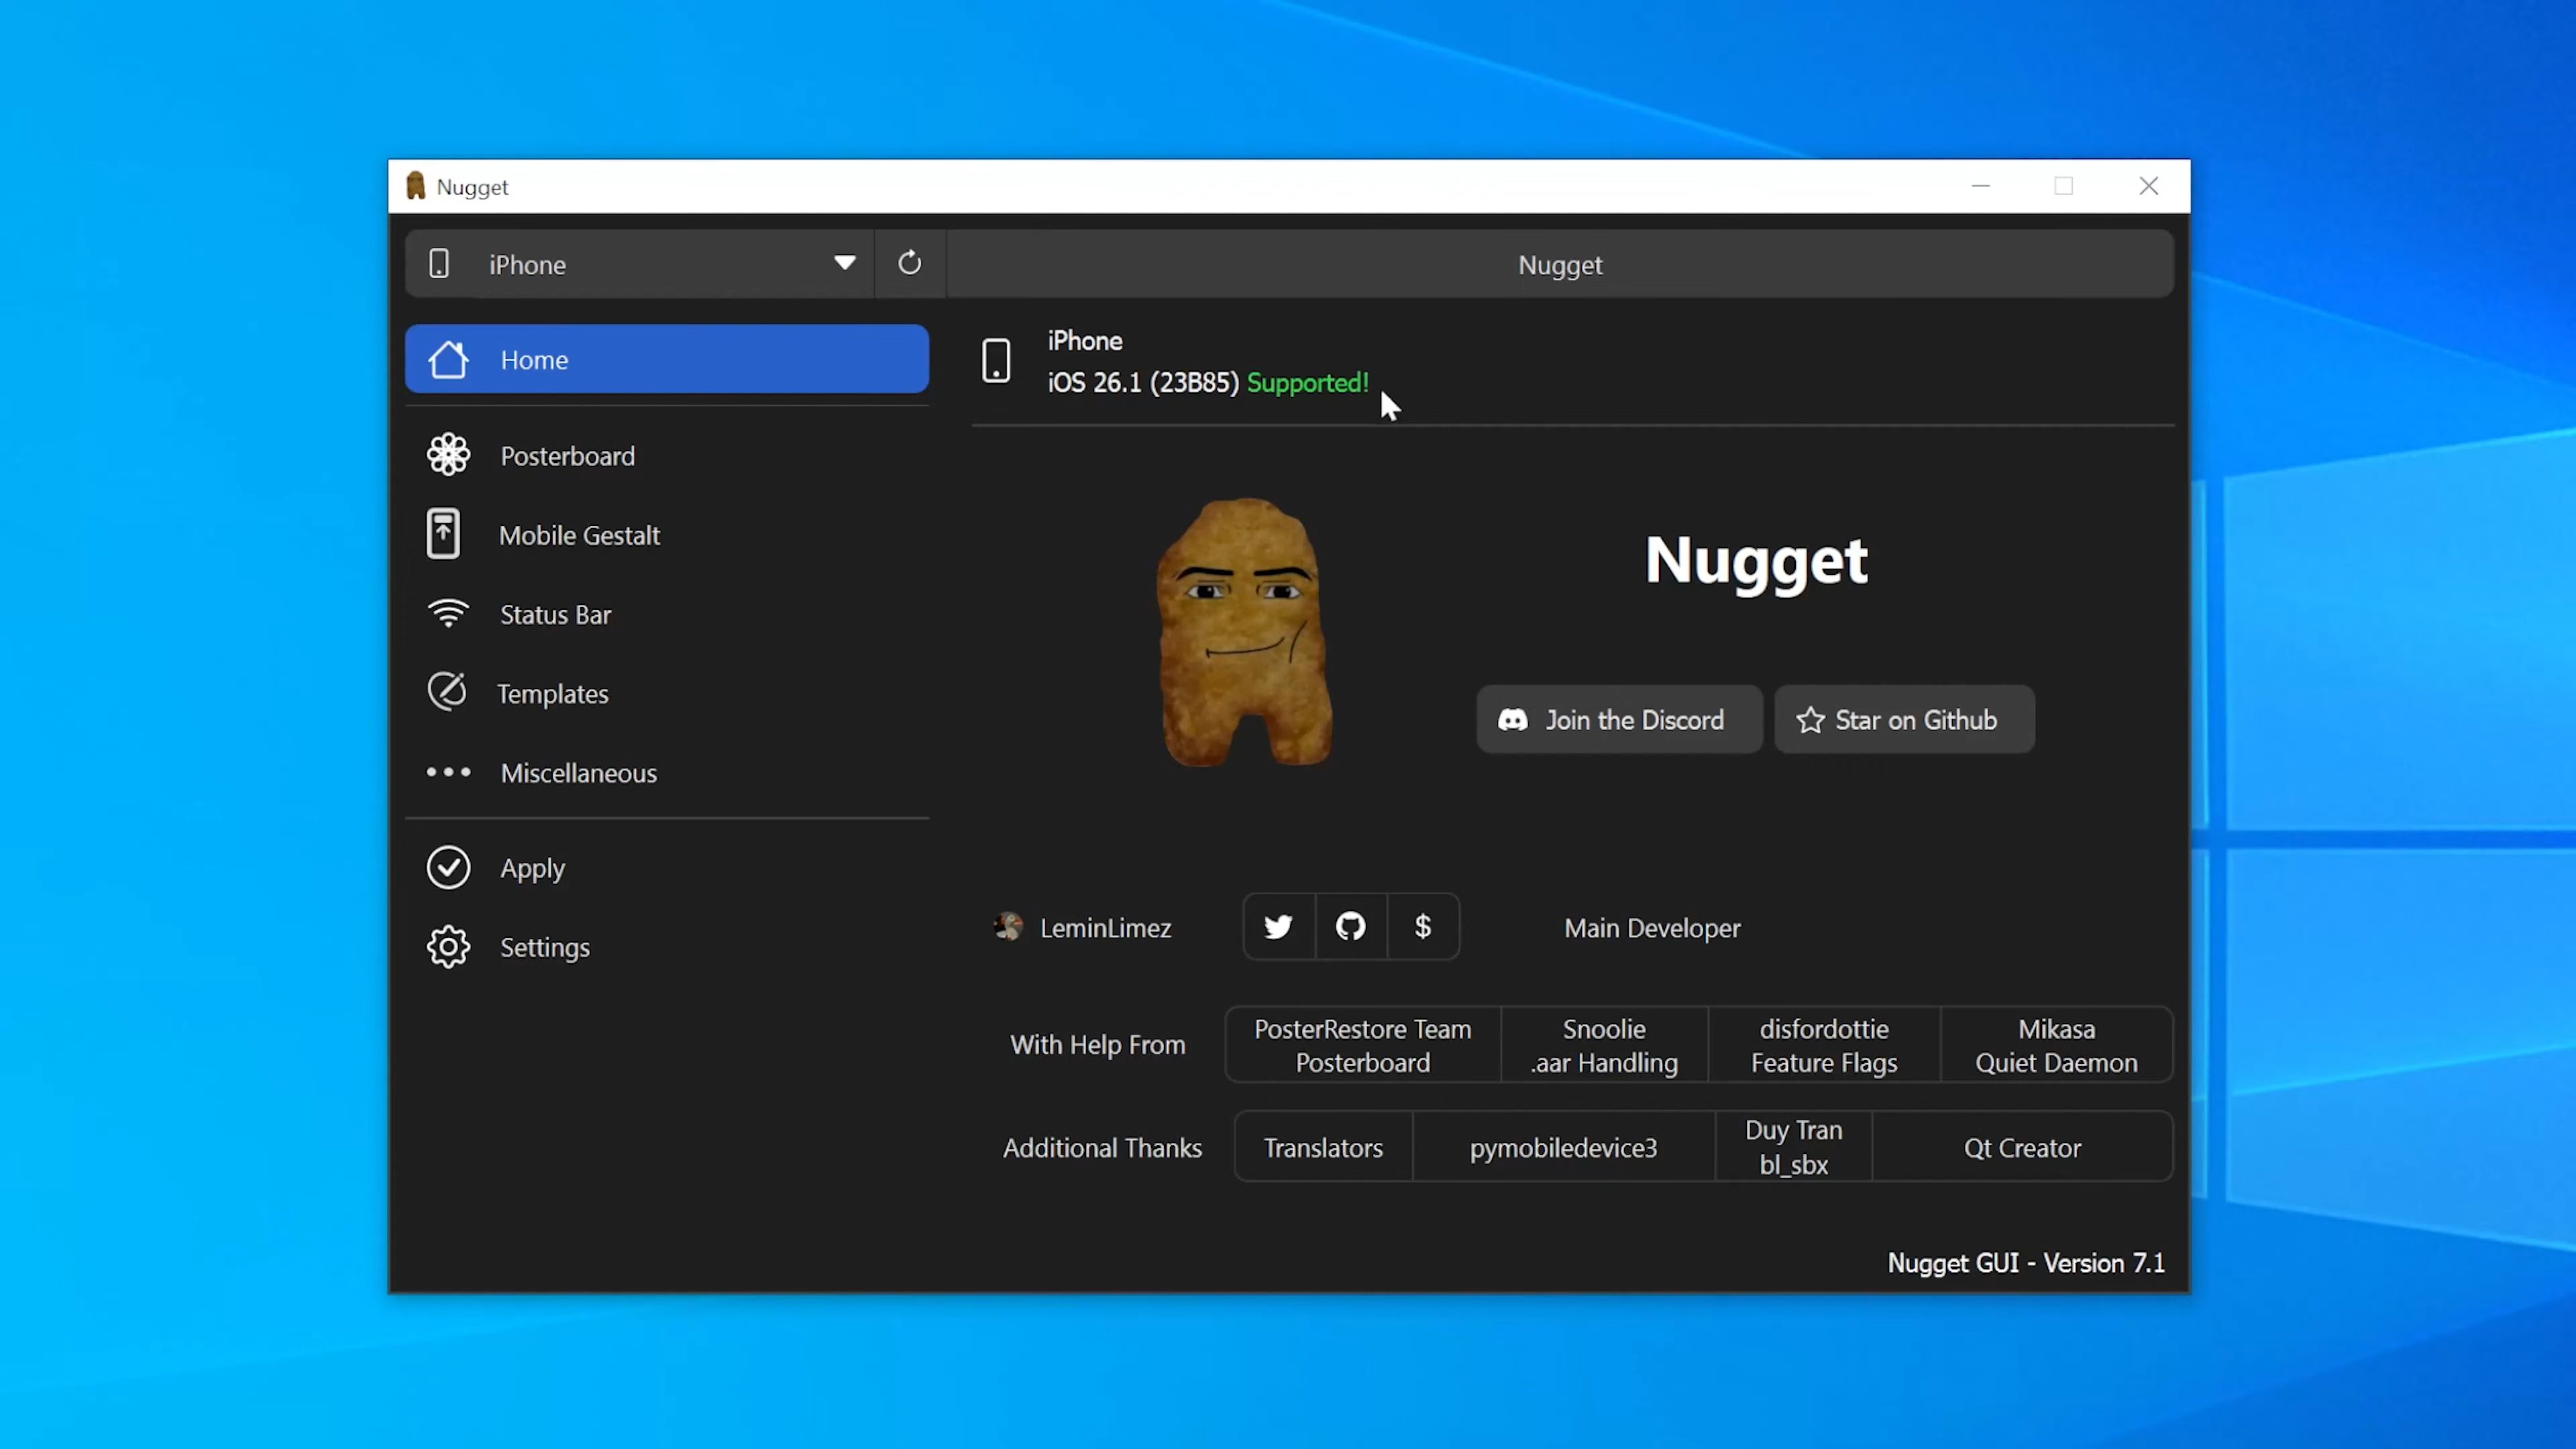 Nugget
iPhone
Nugget
Home
Posterboard
Mobile Gestalt
Status Bar
Templates
Miscellaneous
Apply
Settings
iPhone
iOS 26.1 (23B85) Supported!
Nugget
Join the Discord
Star on Github
LeminLimez
$
Main Developer
With Help From
PosterRestore Team
Posterboard
Snoolie
.aar Handling
disfordottie
Feature Flags
Mikasa
Quiet Daemon
Additional Thanks
Translators
pymobiledevice3
Duy Tran
bl_sbx
Qt Creator
Nugget GUI - Version 7.1